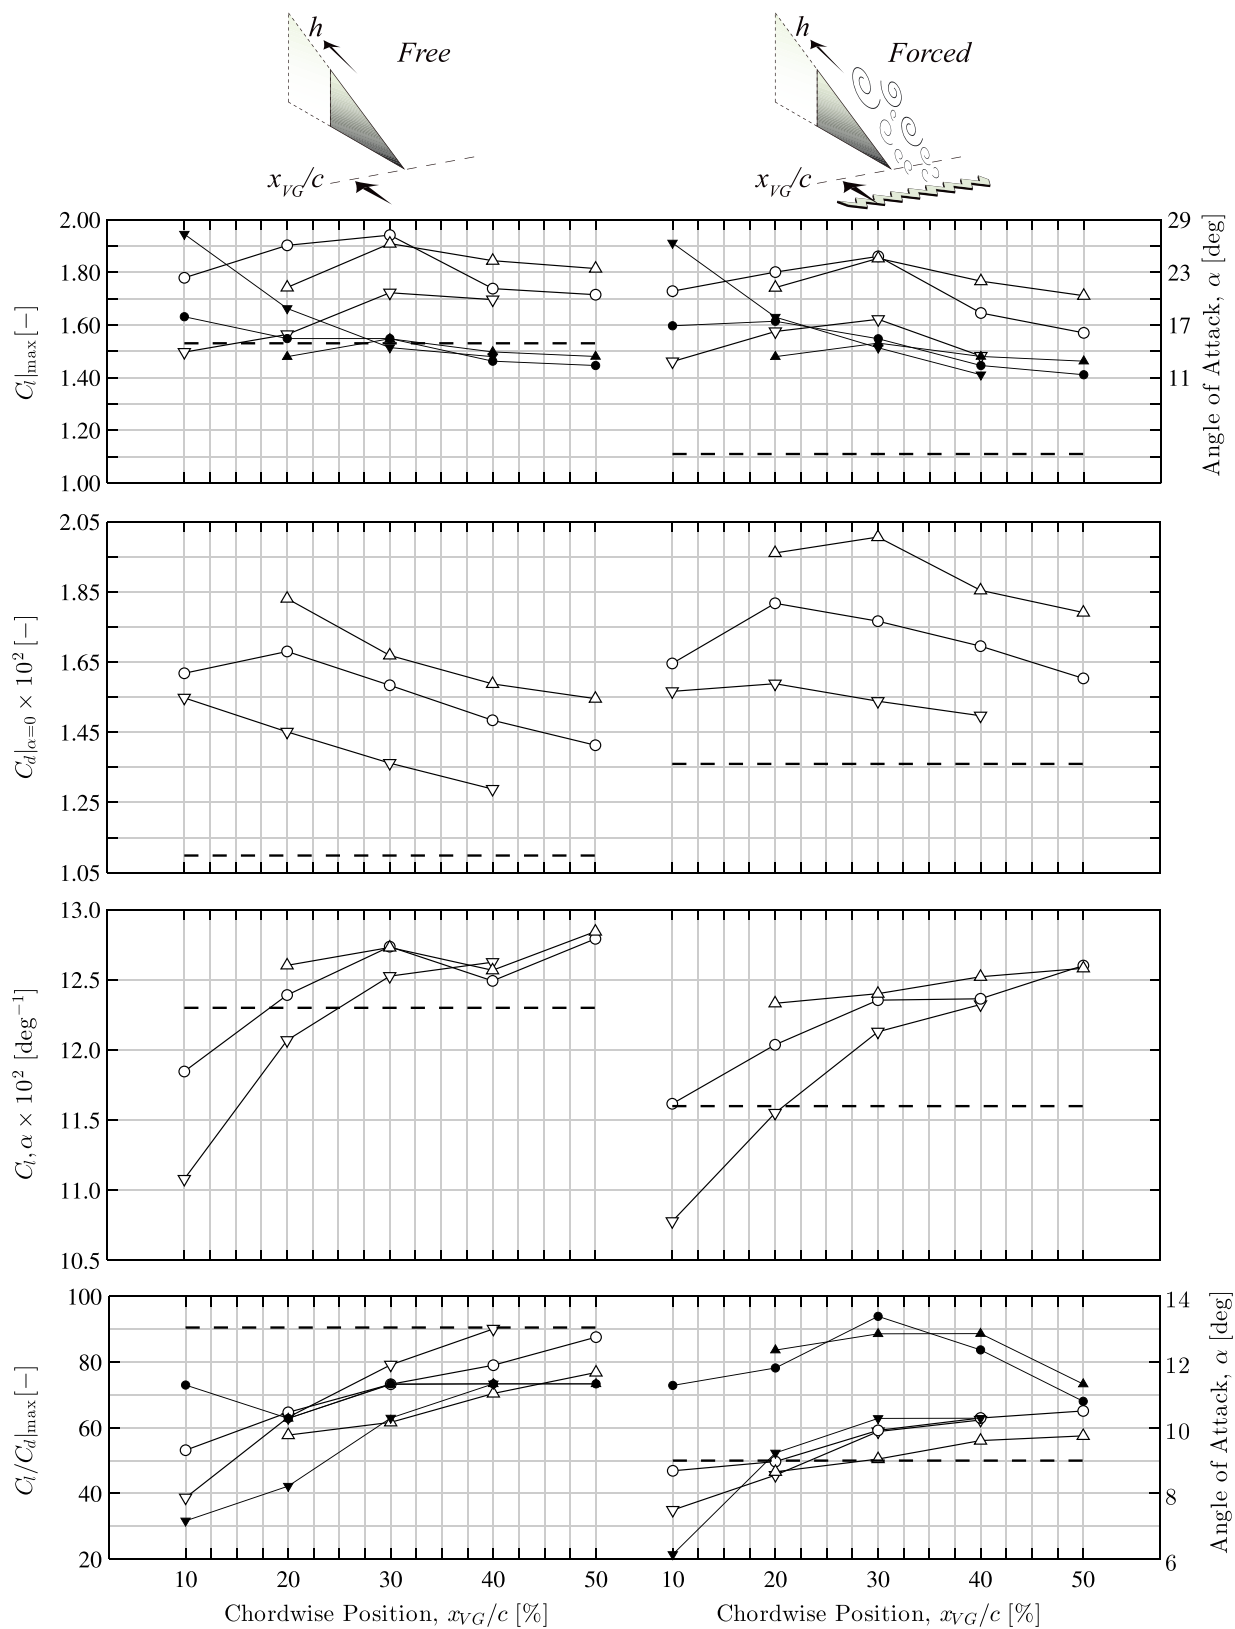 h Free h Forced
x_VG/c x_VG/c
2.00 29
1.80 23
1.60 17
1.40 11
1.20
1.00
C_l|max [−]
Angle of Attack, α [deg]
2.05
1.85
1.65
1.45
1.25
1.05
C_d|α=0 × 10² [−]
13.0
12.5
12.0
11.5
11.0
10.5
C_l,α × 10² [deg⁻¹]
100 14
80 12
60 10
40 8
20 6
C_l/C_d|max [−]
Angle of Attack, α [deg]
10 20 30 40 50 10 20 30 40 50
Chordwise Position, x_VG/c [%] Chordwise Position, x_VG/c [%]